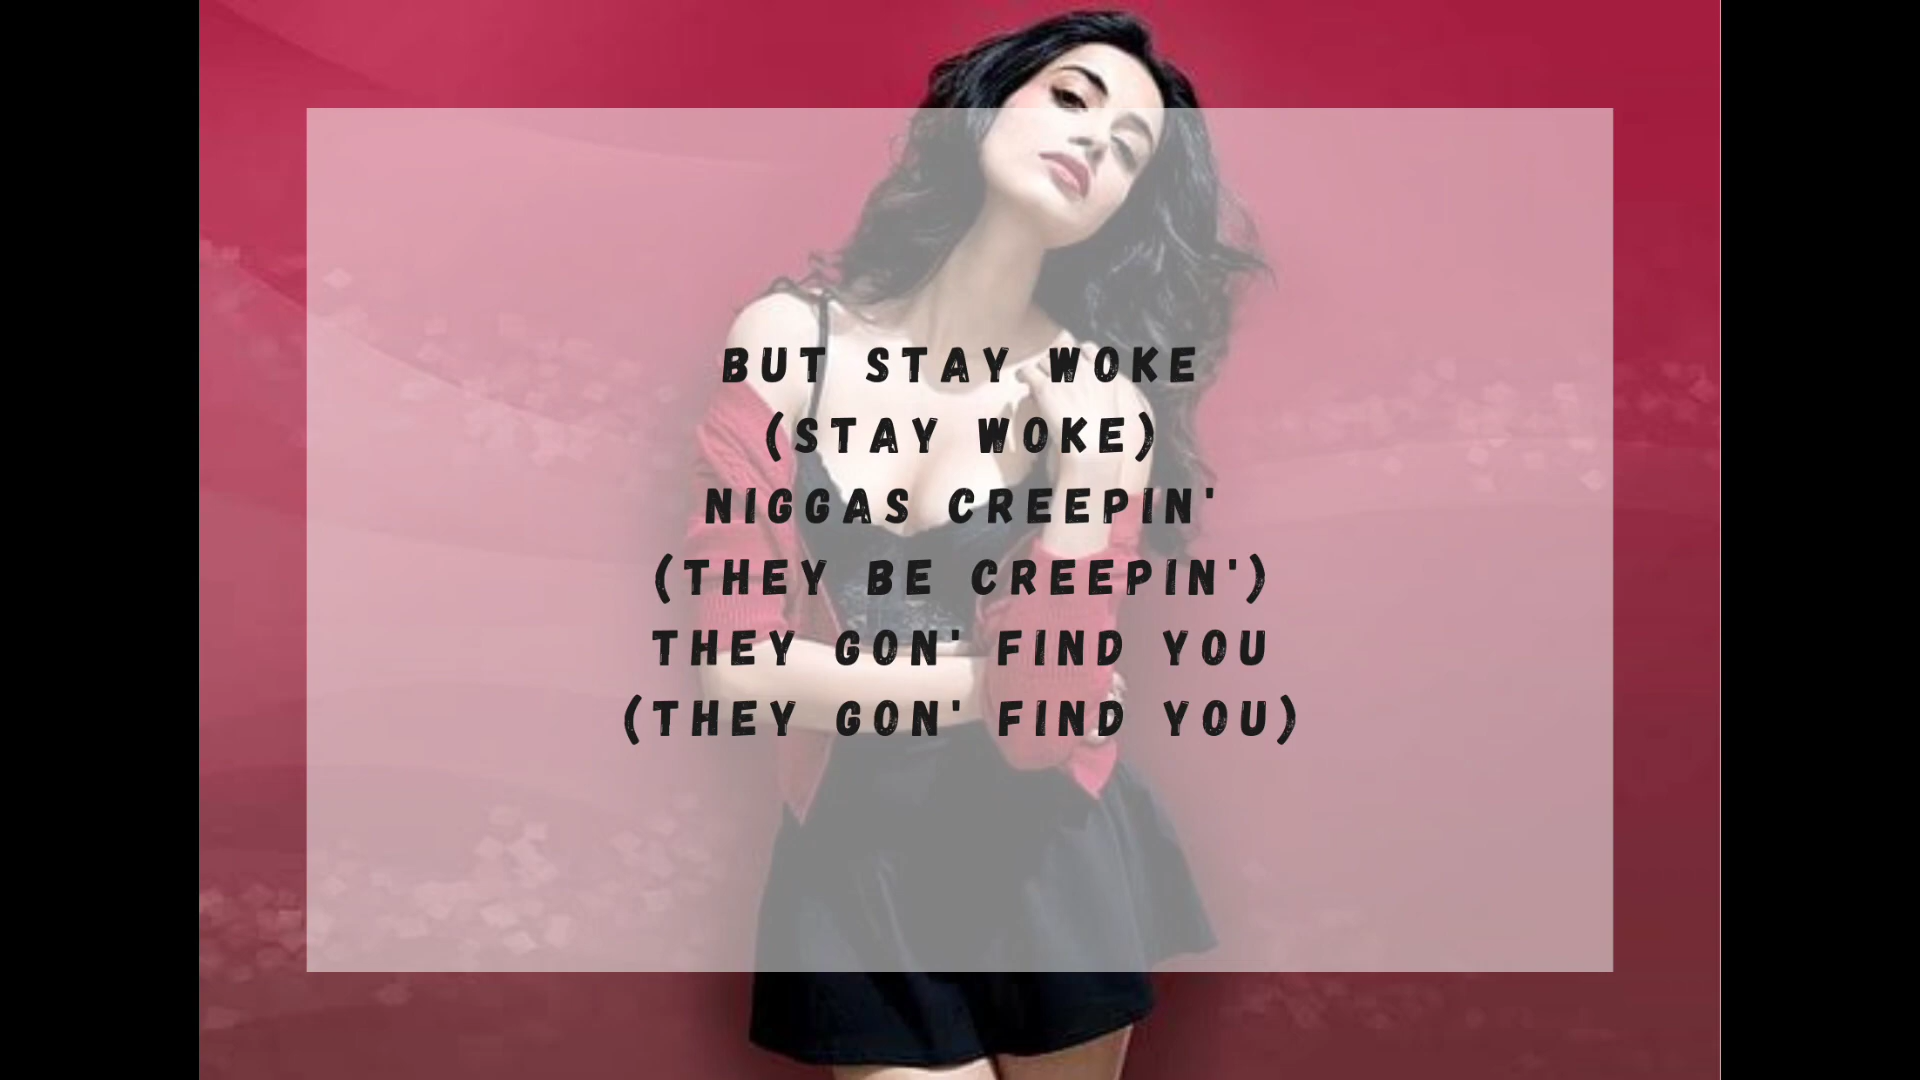 BUT STAY WOKE
(STAY WOKE)
NIGGAS CREEPIN'
(THEY BE CREEPIN')
THEY GON' FIND YOU
(THEY GON' FIND YOU)